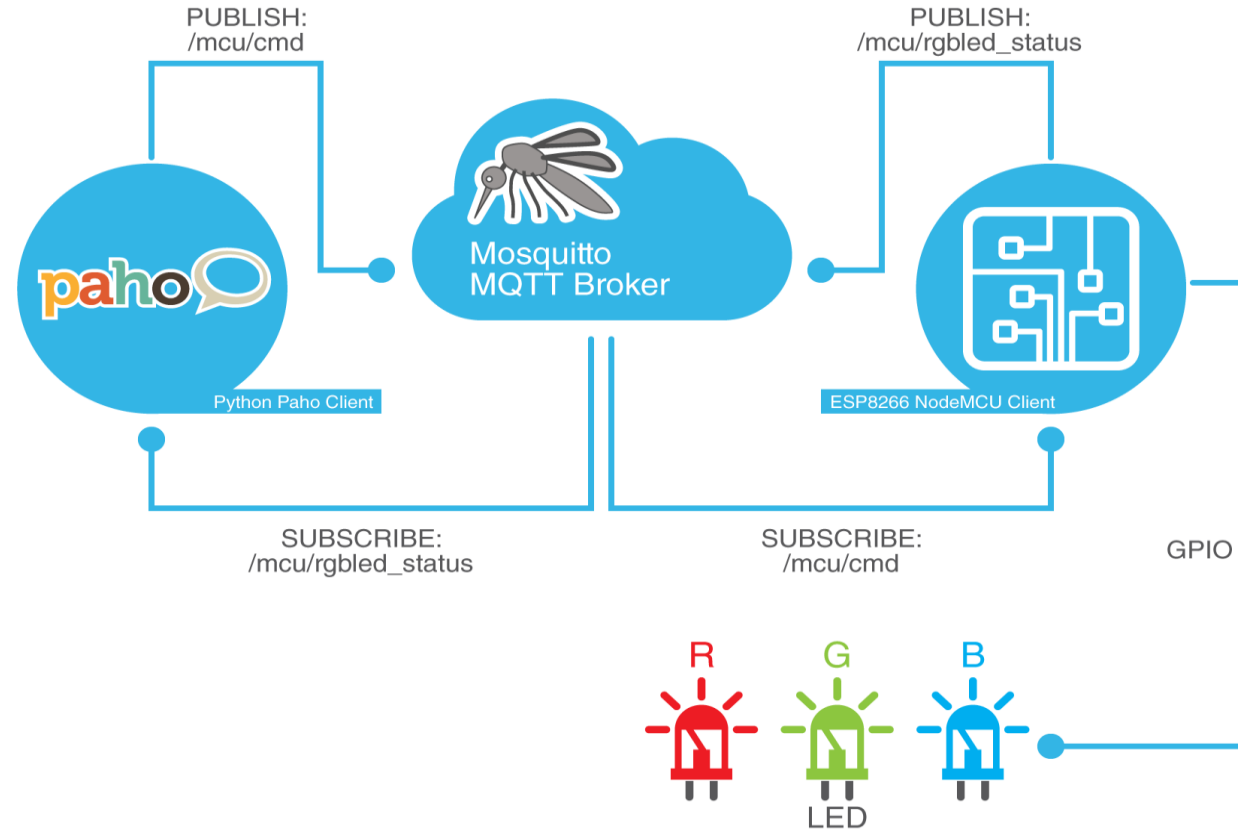 PUBLISH:
/mcu/cmd
PUBLISH:
/mcu/rgbled_status
paho
Mosquitto
MQTT Broker
Python Paho Client
ESP8266 NodeMCU Client
SUBSCRIBE:
/mcu/rgbled_status
SUBSCRIBE:
/mcu/cmd
GPIO
R
G
B
LED